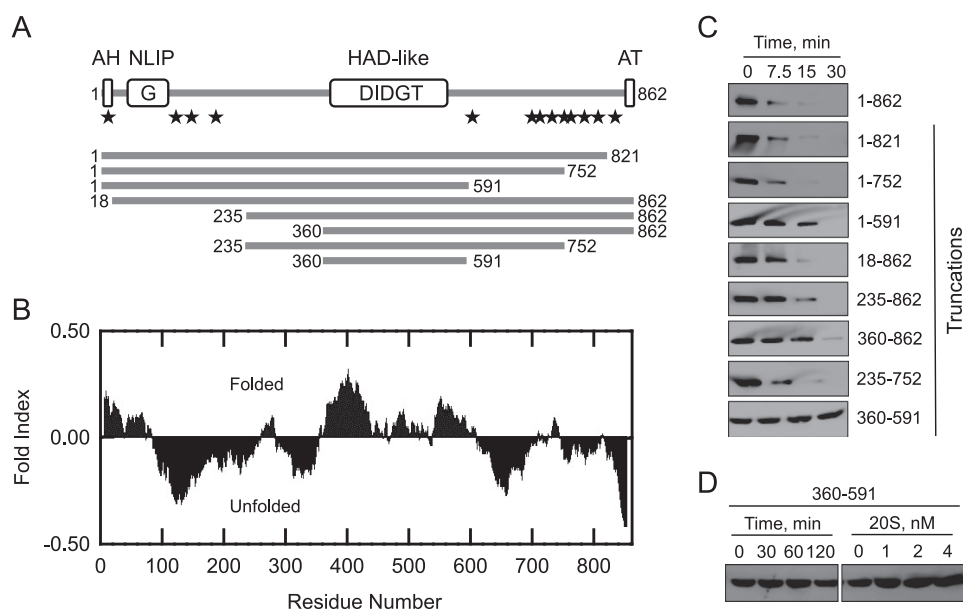 A
AH NLIP HAD-like AT
1 G DIDGT 862
1 821
1 752
1 591
18 862
235 862
360 862
235 752
360 591
B
0.50
0.00
-0.50
Fold Index
Folded
Unfolded
0 100 200 300 400 500 600 700 800
Residue Number
C
Time, min
0 7.5 15 30
1-862
1-821
1-752
1-591
18-862
235-862
360-862
235-752
360-591
Truncations
D
360-591
Time, min 20S, nM
0 30 60 120 0 1 2 4